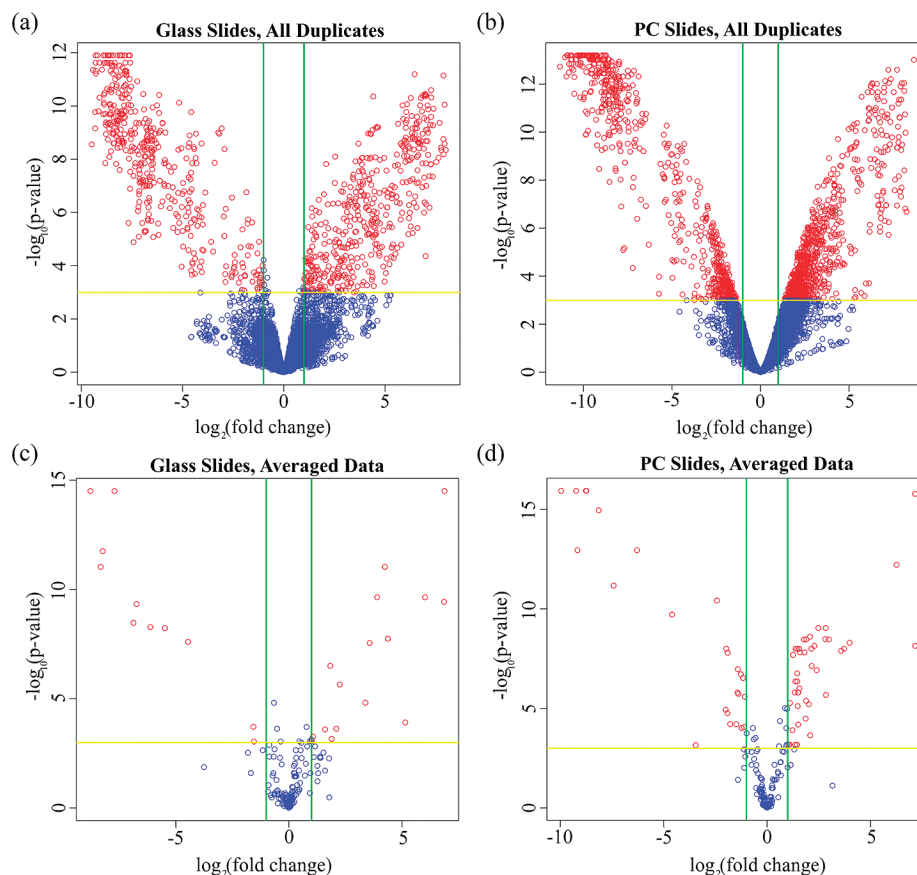 (a)
Glass Slides, All Duplicates
12
10
8
6
4
2
0
-log10(p-value)
-10
-5
0
5
log2(fold change)
(b)
PC Slides, All Duplicates
12
10
8
6
4
2
0
-log10(p-value)
-10
-5
0
5
log2(fold change)
(c)
Glass Slides, Averaged Data
15
10
5
0
-log10(p-value)
-5
0
5
log2(fold change)
(d)
PC Slides, Averaged Data
15
10
5
0
-log10(p-value)
-10
-5
0
5
log2(fold change)